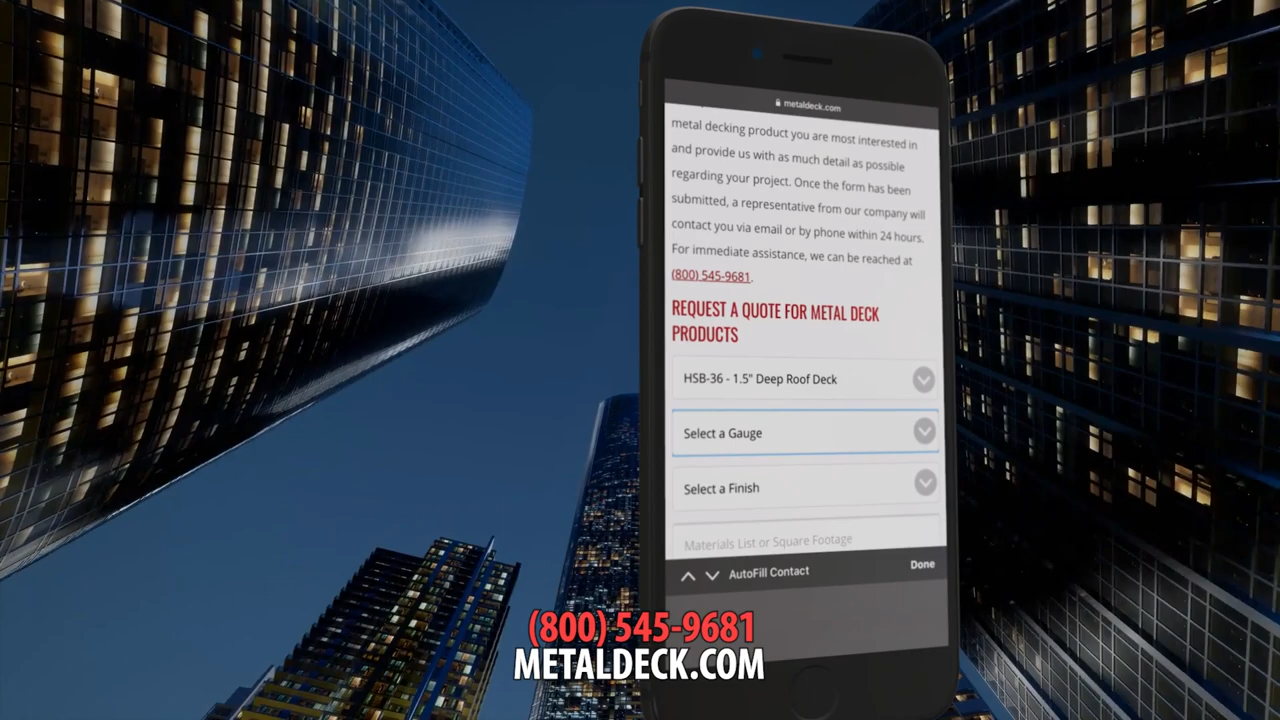 metaldeck.com
metal decking product you are most interested in
and provide us with as much detail as possible
regarding your project. Once the form has been
submitted, a representative from our company will
contact you via email or by phone within 24 hours.
For immediate assistance, we can be reached at
(800) 545-9681.
REQUEST A QUOTE FOR METAL DECK
PRODUCTS
HSB-36 - 1.5" Deep Roof Deck
Select a Gauge
Select a Finish
Materials List or Square Footage
AutoFill Contact
Done
(800) 545-9681
METALDECK.COM